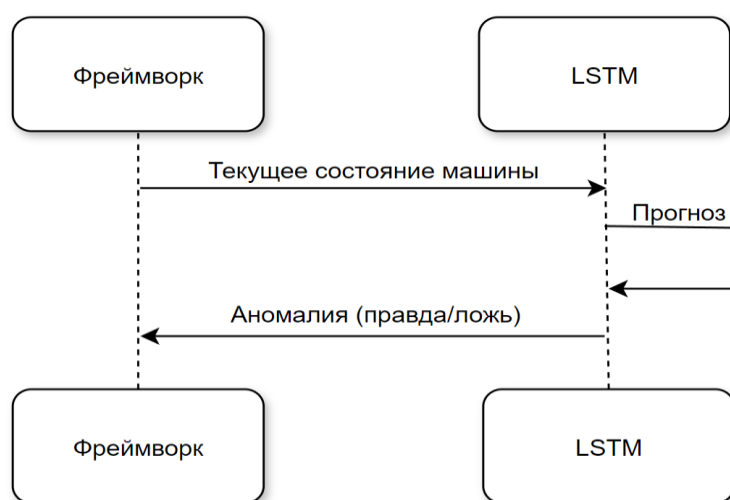 Фреймворк
LSTM
Текущее состояние машины
Прогноз
Аномалия (правда/ложь)
Фреймворк
LSTM